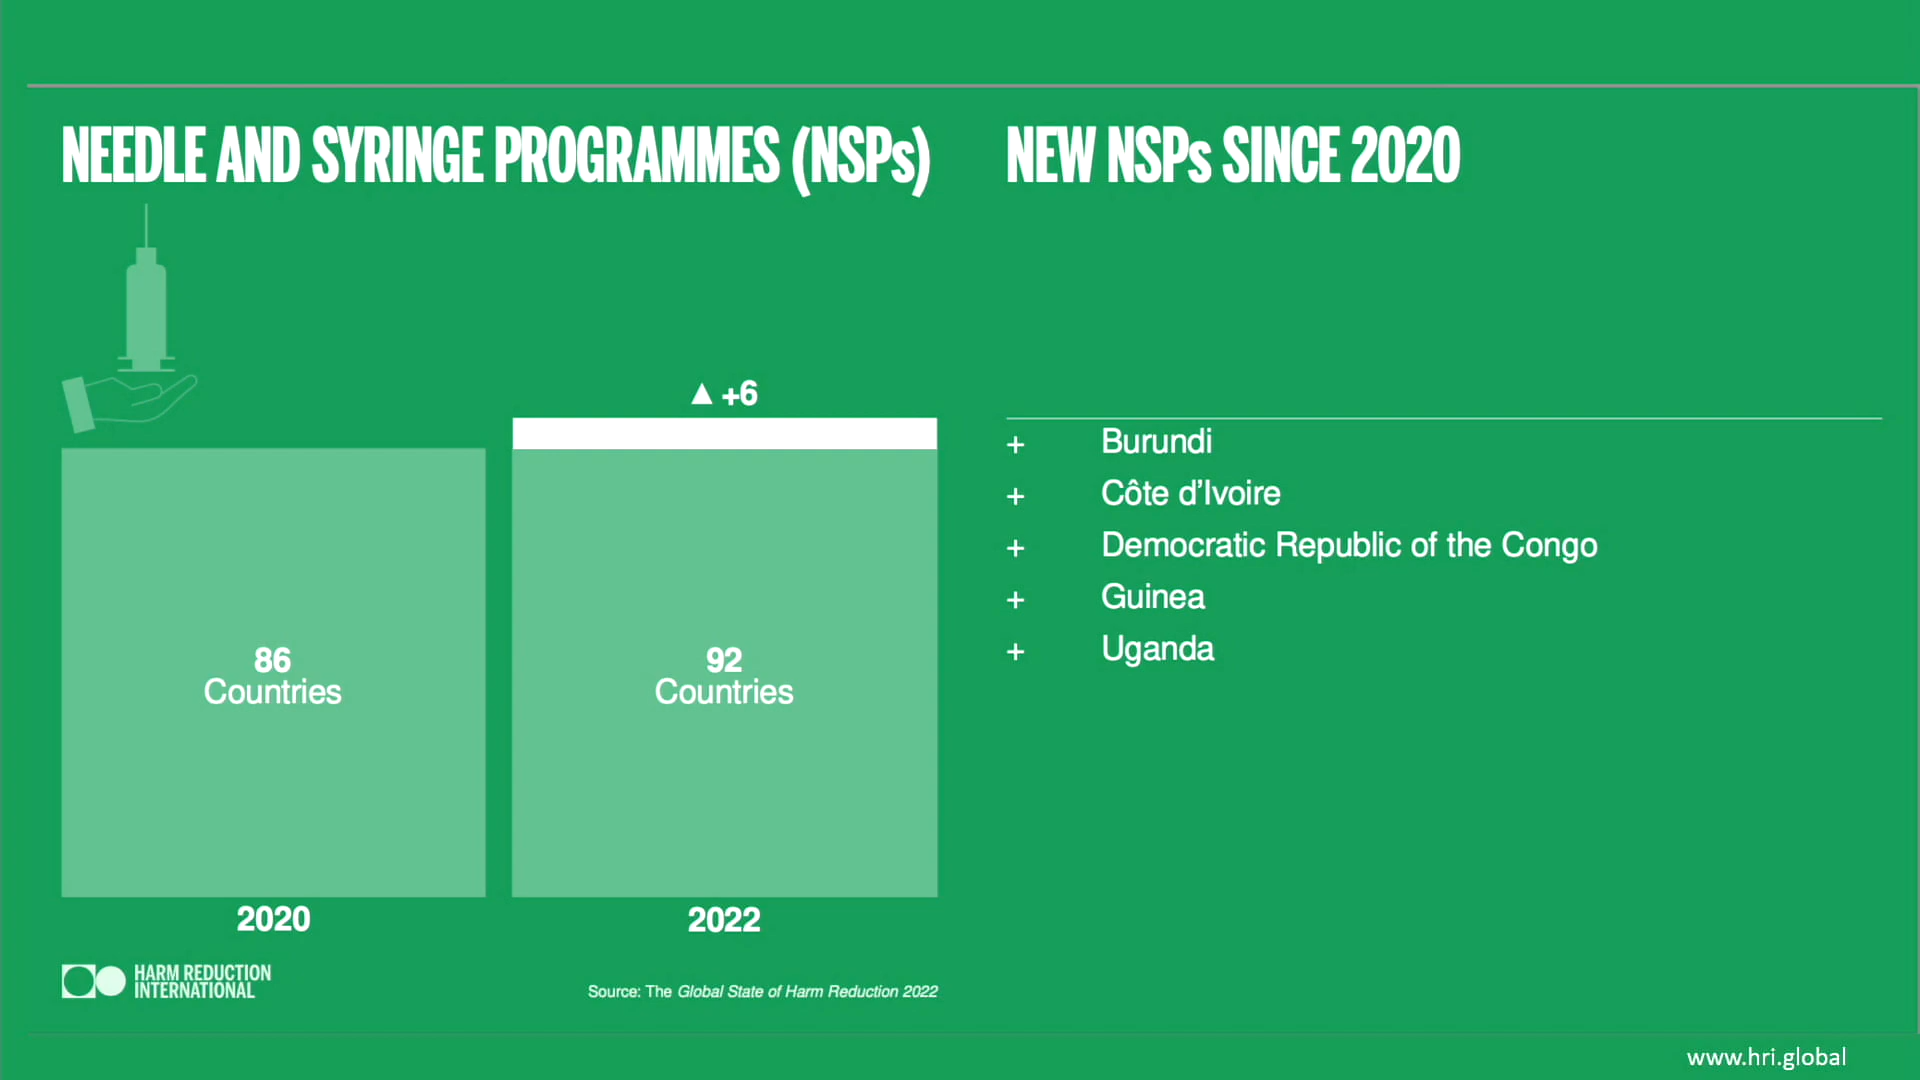 NEEDLE AND SYRINGE PROGRAMMES (NSPs)
▲ +6
86
Countries
92
Countries
2020
2022
HARM REDUCTION
INTERNATIONAL
Source: The Global State of Harm Reduction 2022
NEW NSPs SINCE 2020
+ Burundi
+ Côte d’Ivoire
+ Democratic Republic of the Congo
+ Guinea
+ Uganda
www.hri.global